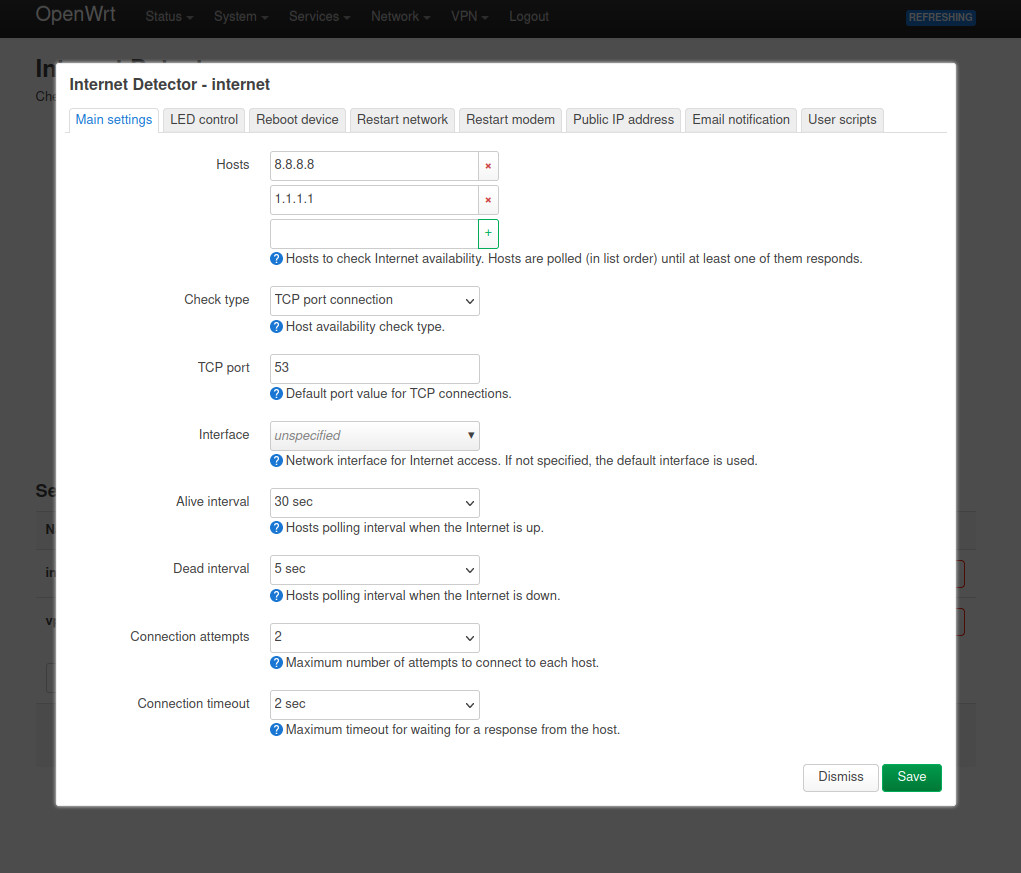 OpenWrt Status System Services Network VPN Logout REFRESHING
Internet Detector - internet
Main settings LED control Reboot device Restart network Restart modem Public IP address Email notification User scripts
Hosts 8.8.8.8 ×
1.1.1.1 ×
+
? Hosts to check Internet availability. Hosts are polled (in list order) until at least one of them responds.
Check type TCP port connection
? Host availability check type.
TCP port 53
? Default port value for TCP connections.
Interface unspecified
? Network interface for Internet access. If not specified, the default interface is used.
Alive interval 30 sec
? Hosts polling interval when the Internet is up.
Dead interval 5 sec
? Hosts polling interval when the Internet is down.
Connection attempts 2
? Maximum number of attempts to connect to each host.
Connection timeout 2 sec
? Maximum timeout for waiting for a response from the host.
Dismiss Save